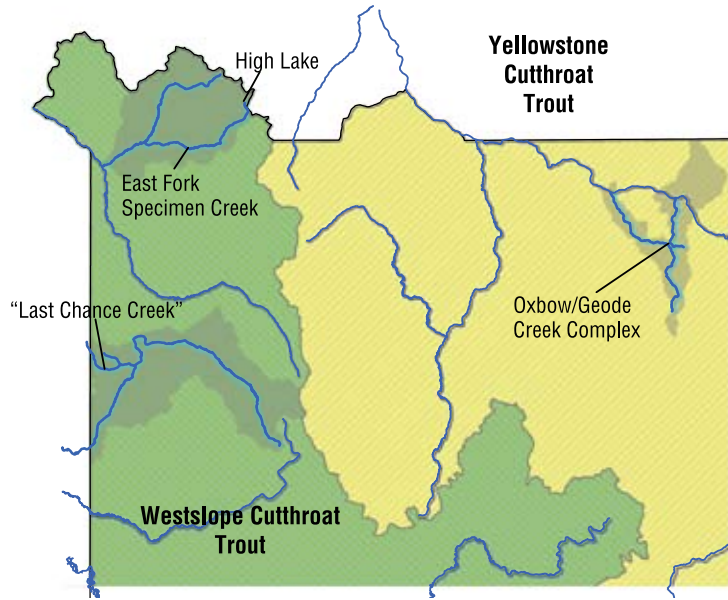 Yellowstone
Cutthroat
Trout
High Lake
East Fork
Specimen Creek
“Last Chance Creek”
Oxbow/Geode
Creek Complex
Westslope Cutthroat
Trout